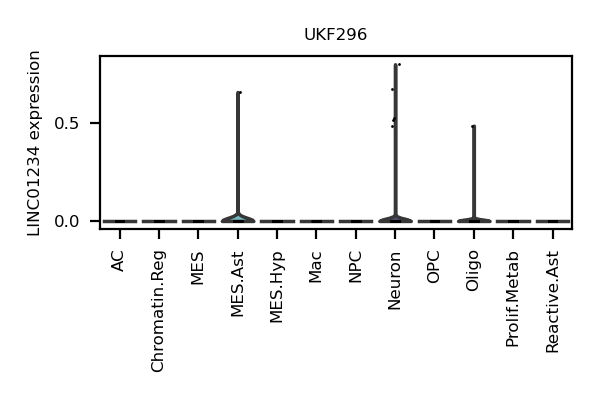 UKF296
LINC01234 expression
0.5
0.0
AC
Chromatin.Reg
MES
MES.Ast
MES.Hyp
Mac
NPC
Neuron
OPC
Oligo
Prolif.Metab
Reactive.Ast